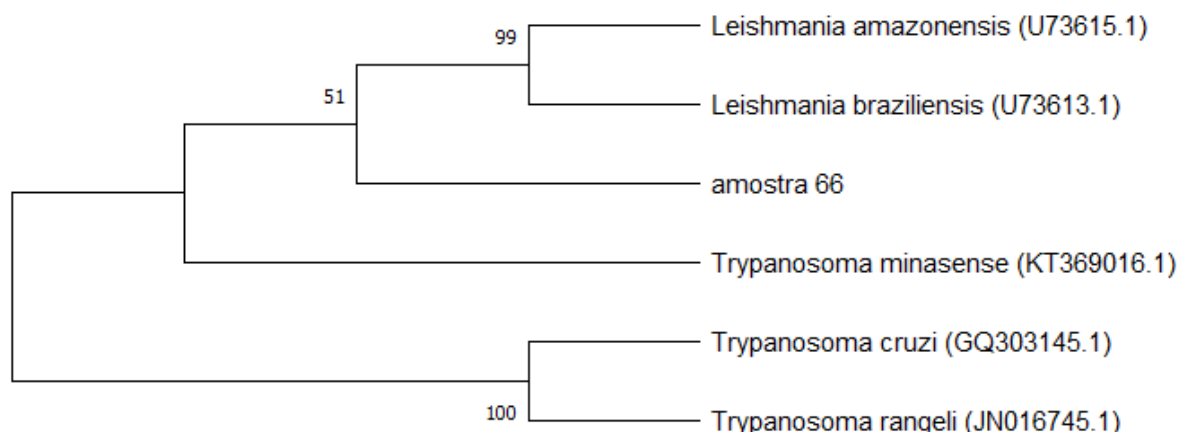 99
Leishmania amazonensis (U73615.1)
51
Leishmania braziliensis (U73613.1)
amostra 66
Trypanosoma minasense (KT369016.1)
Trypanosoma cruzi (GQ303145.1)
100
Trypanosoma rangeli (JN016745.1)